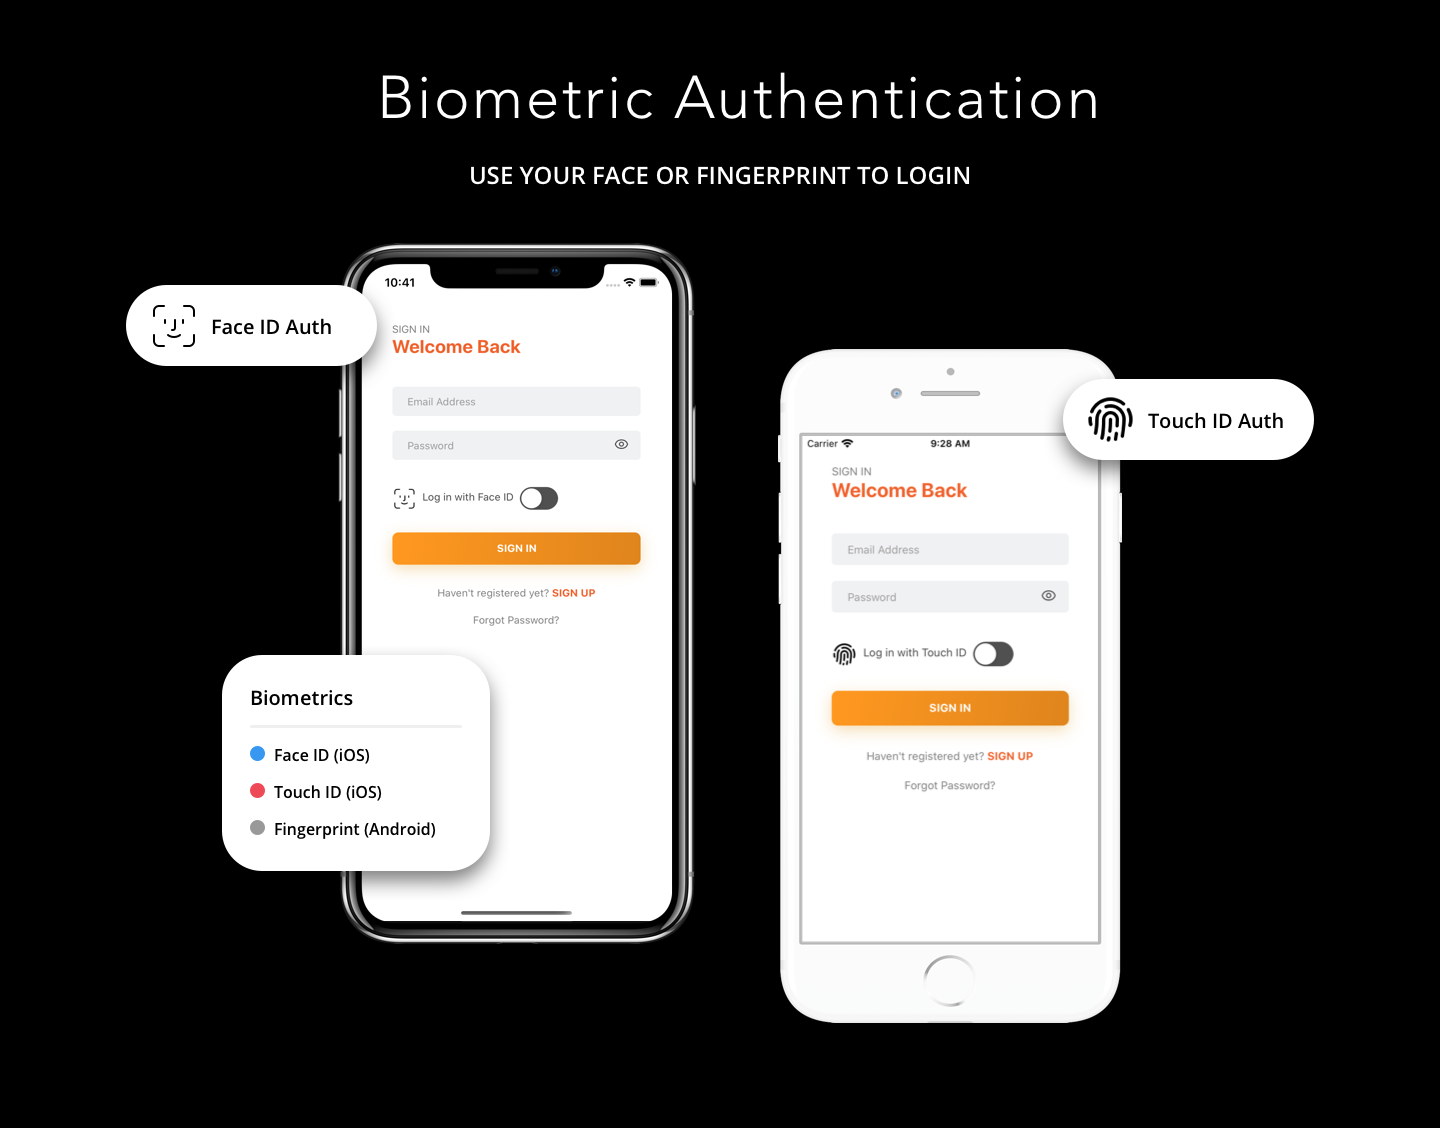 Biometric Authentication
USE YOUR FACE OR FINGERPRINT TO LOGIN
Face ID Auth
10:41
SIGN IN
Welcome Back
Email Address
Password
Log in with Face ID
SIGN IN
Haven't registered yet? SIGN UP
Forgot Password?
Biometrics
Face ID (iOS)
Touch ID (iOS)
Fingerprint (Android)
Touch ID Auth
Carrier 9:28 AM
SIGN IN
Welcome Back
Email Address
Password
Log in with Touch ID
SIGN IN
Haven't registered yet? SIGN UP
Forgot Password?